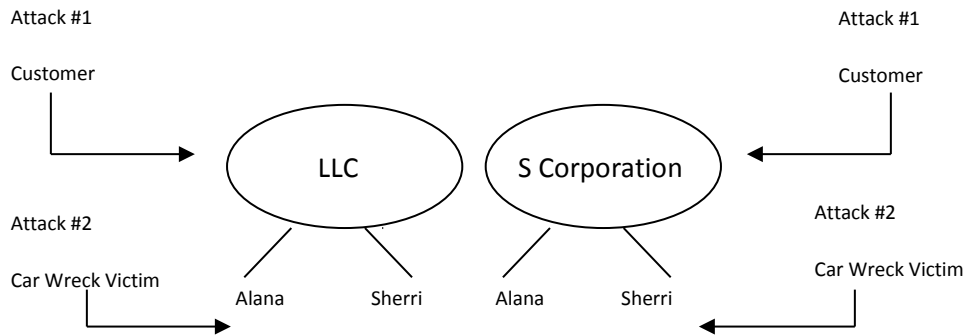 Attack #1
Customer
Attack #1
Customer
LLC
S Corporation
Attack #2
Car Wreck Victim
Attack #2
Car Wreck Victim
Alana
Sherri
Alana
Sherri